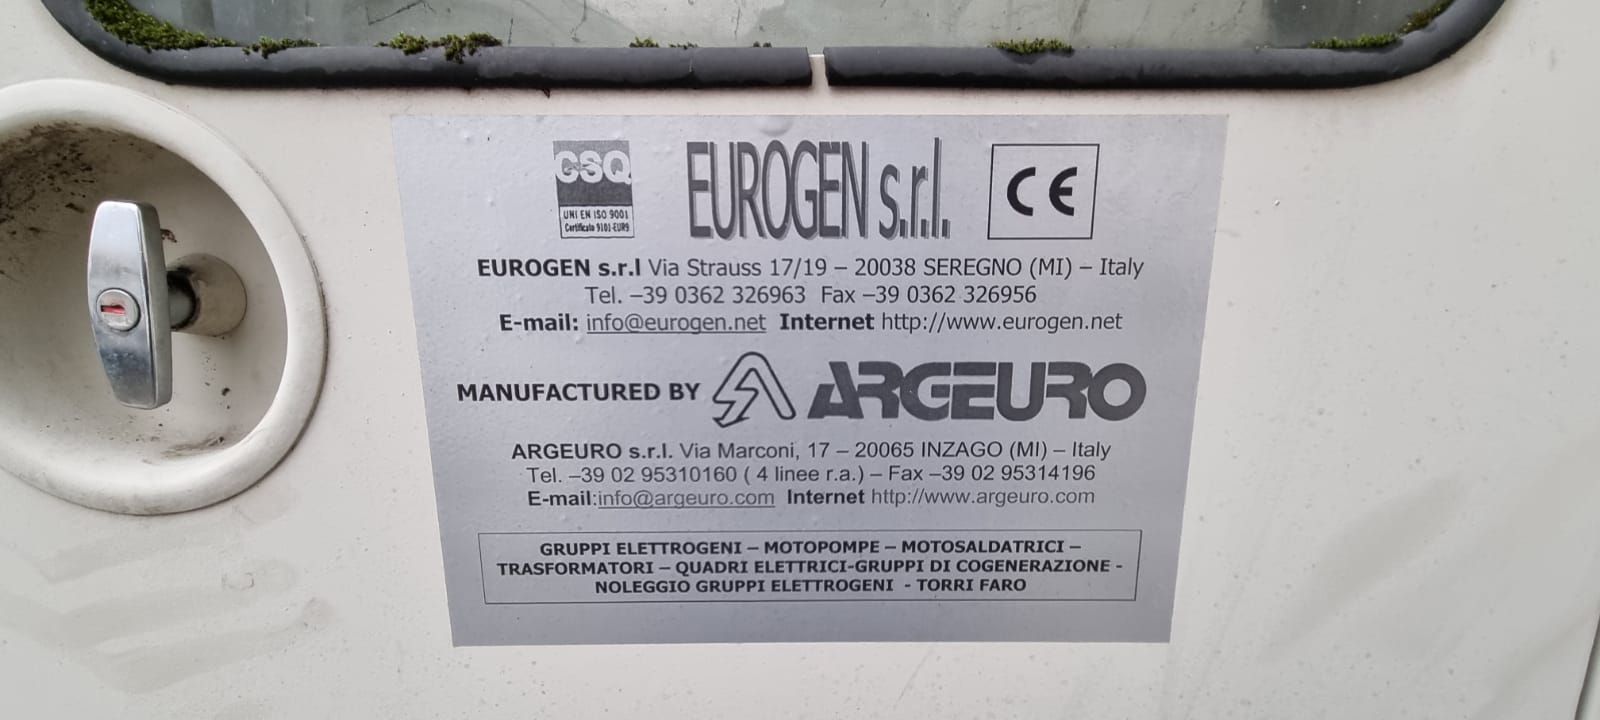 CSQ
UNI EN ISO 9001
Certificato 9101-EUR9
EUROGEN s.r.l.
CE
EUROGEN s.r.l Via Strauss 17/19 – 20038 SEREGNO (MI) – Italy
Tel. –39 0362 326963 Fax –39 0362 326956
E-mail: info@eurogen.net Internet http://www.eurogen.net
MANUFACTURED BY ARGEURO
ARGEURO s.r.l. Via Marconi, 17 – 20065 INZAGO (MI) – Italy
Tel. –39 02 95310160 ( 4 linee r.a.) – Fax –39 02 95314196
E-mail:info@argeuro.com Internet http://www.argeuro.com
GRUPPI ELETTROGENI – MOTOPOMPE – MOTOSALDATRICI –
TRASFORMATORI – QUADRI ELETTRICI-GRUPPI DI COGENERAZIONE -
NOLEGGIO GRUPPI ELETTROGENI - TORRI FARO